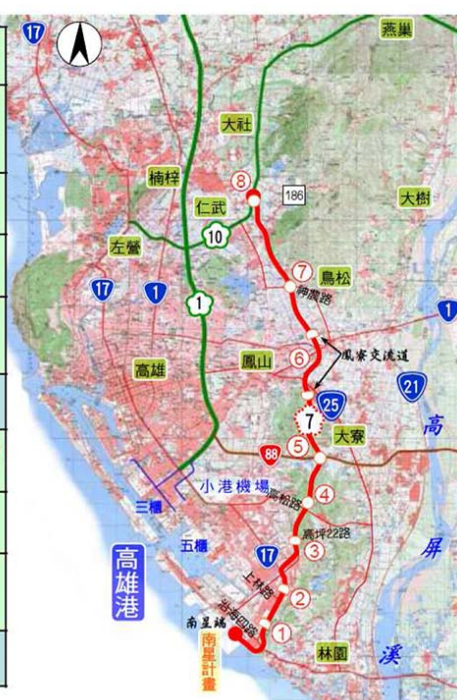 17
燕巢
大社
楠梓
8
186
仁武
大樹
左營
10
7
鳥松
17
1
1
神農路
1
6
鳳寮交流道
高雄
鳳山
21
25
7
大寮
高
5
88
小港機場
4
高松路
三櫃
高坪22路
五櫃
3
17
屏
高雄港
上林路
2
沿海四路
南星端
1
南星計畫
林園
溪